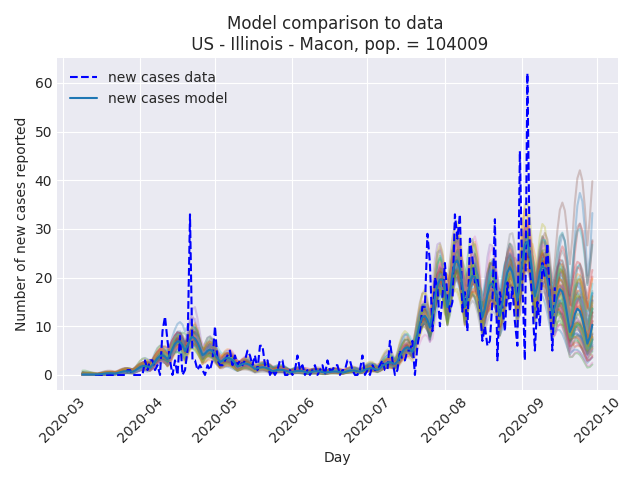 Model comparison to data
US - Illinois - Macon, pop. = 104009
new cases data
new cases model
Number of new cases reported
60
50
40
30
20
10
0
2020-03
2020-04
2020-05
2020-06
2020-07
2020-08
2020-09
2020-10
Day